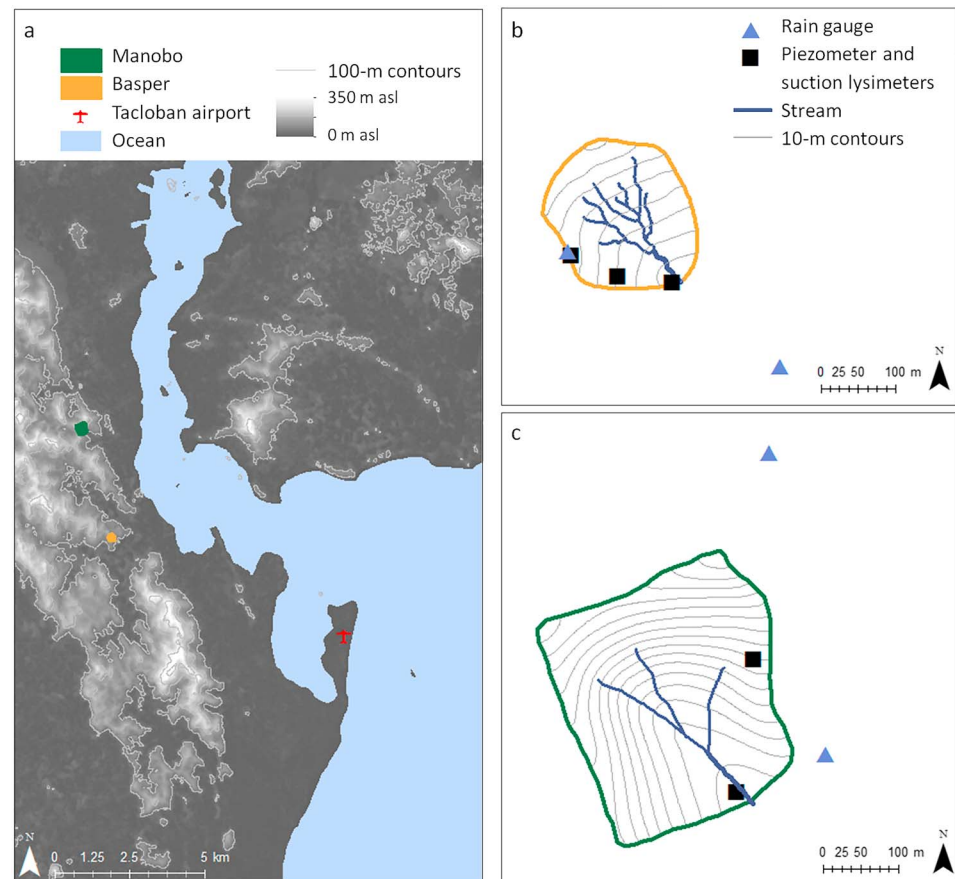 a
Manobo
Basper
Tacloban airport
Ocean
100-m contours
350 m asl
0 m asl
N
0 1.25 2.5 5 km
b
Rain gauge
Piezometer and
suction lysimeters
Stream
10-m contours
0 25 50 100 m
N
c
0 25 50 100 m
N